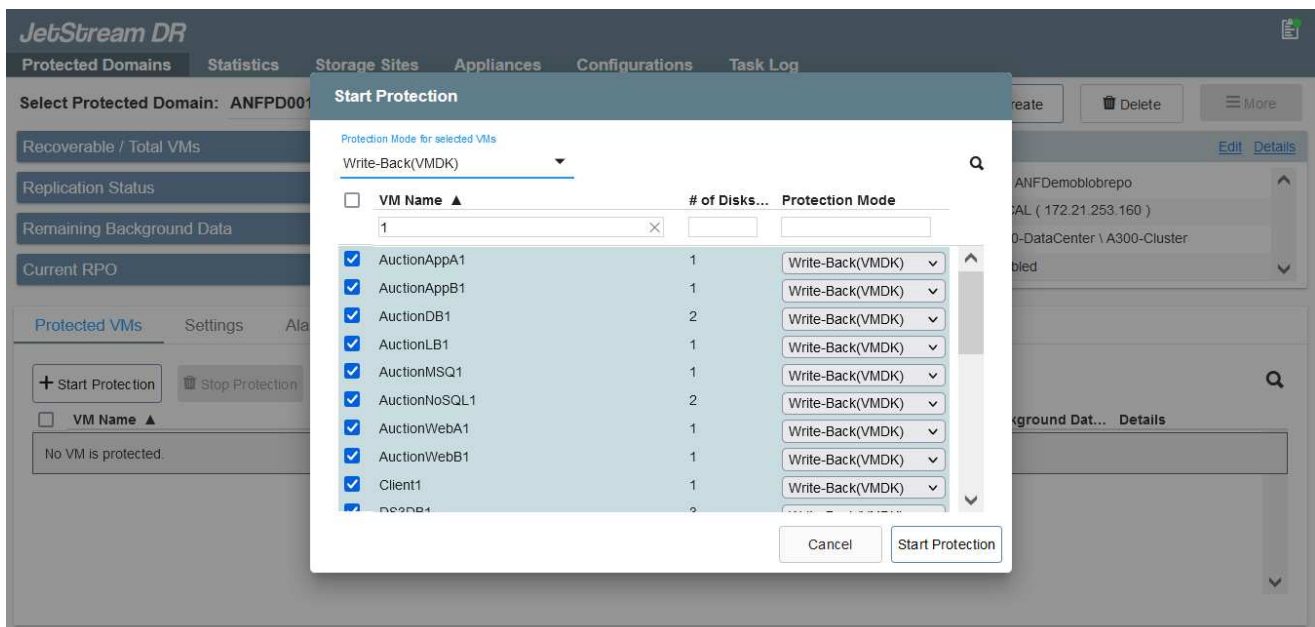 JetStream DR
Protected Domains Statistics Storage Sites Appliances Configurations Task Log
Select Protected Domain: ANFPD001
reate Delete More
Recoverable / Total VMs
Replication Status
Remaining Background Data
Current RPO
Edit Details
ANFDemoblobrepo
CAL ( 172.21.253.160 )
0-DataCenter \ A300-Cluster
bled
Protected VMs Settings Ala
Start Protection Stop Protection
VM Name ▲
kground Dat... Details
No VM is protected.
Start Protection
Protection Mode for selected VMs
Write-Back(VMDK)
VM Name ▲ # of Disks... Protection Mode
1
AuctionAppA1 1 Write-Back(VMDK)
AuctionAppB1 1 Write-Back(VMDK)
AuctionDB1 2 Write-Back(VMDK)
AuctionLB1 1 Write-Back(VMDK)
AuctionMSQ1 1 Write-Back(VMDK)
AuctionNoSQL1 2 Write-Back(VMDK)
AuctionWebA1 1 Write-Back(VMDK)
AuctionWebB1 1 Write-Back(VMDK)
Client1 1 Write-Back(VMDK)
Cancel Start Protection